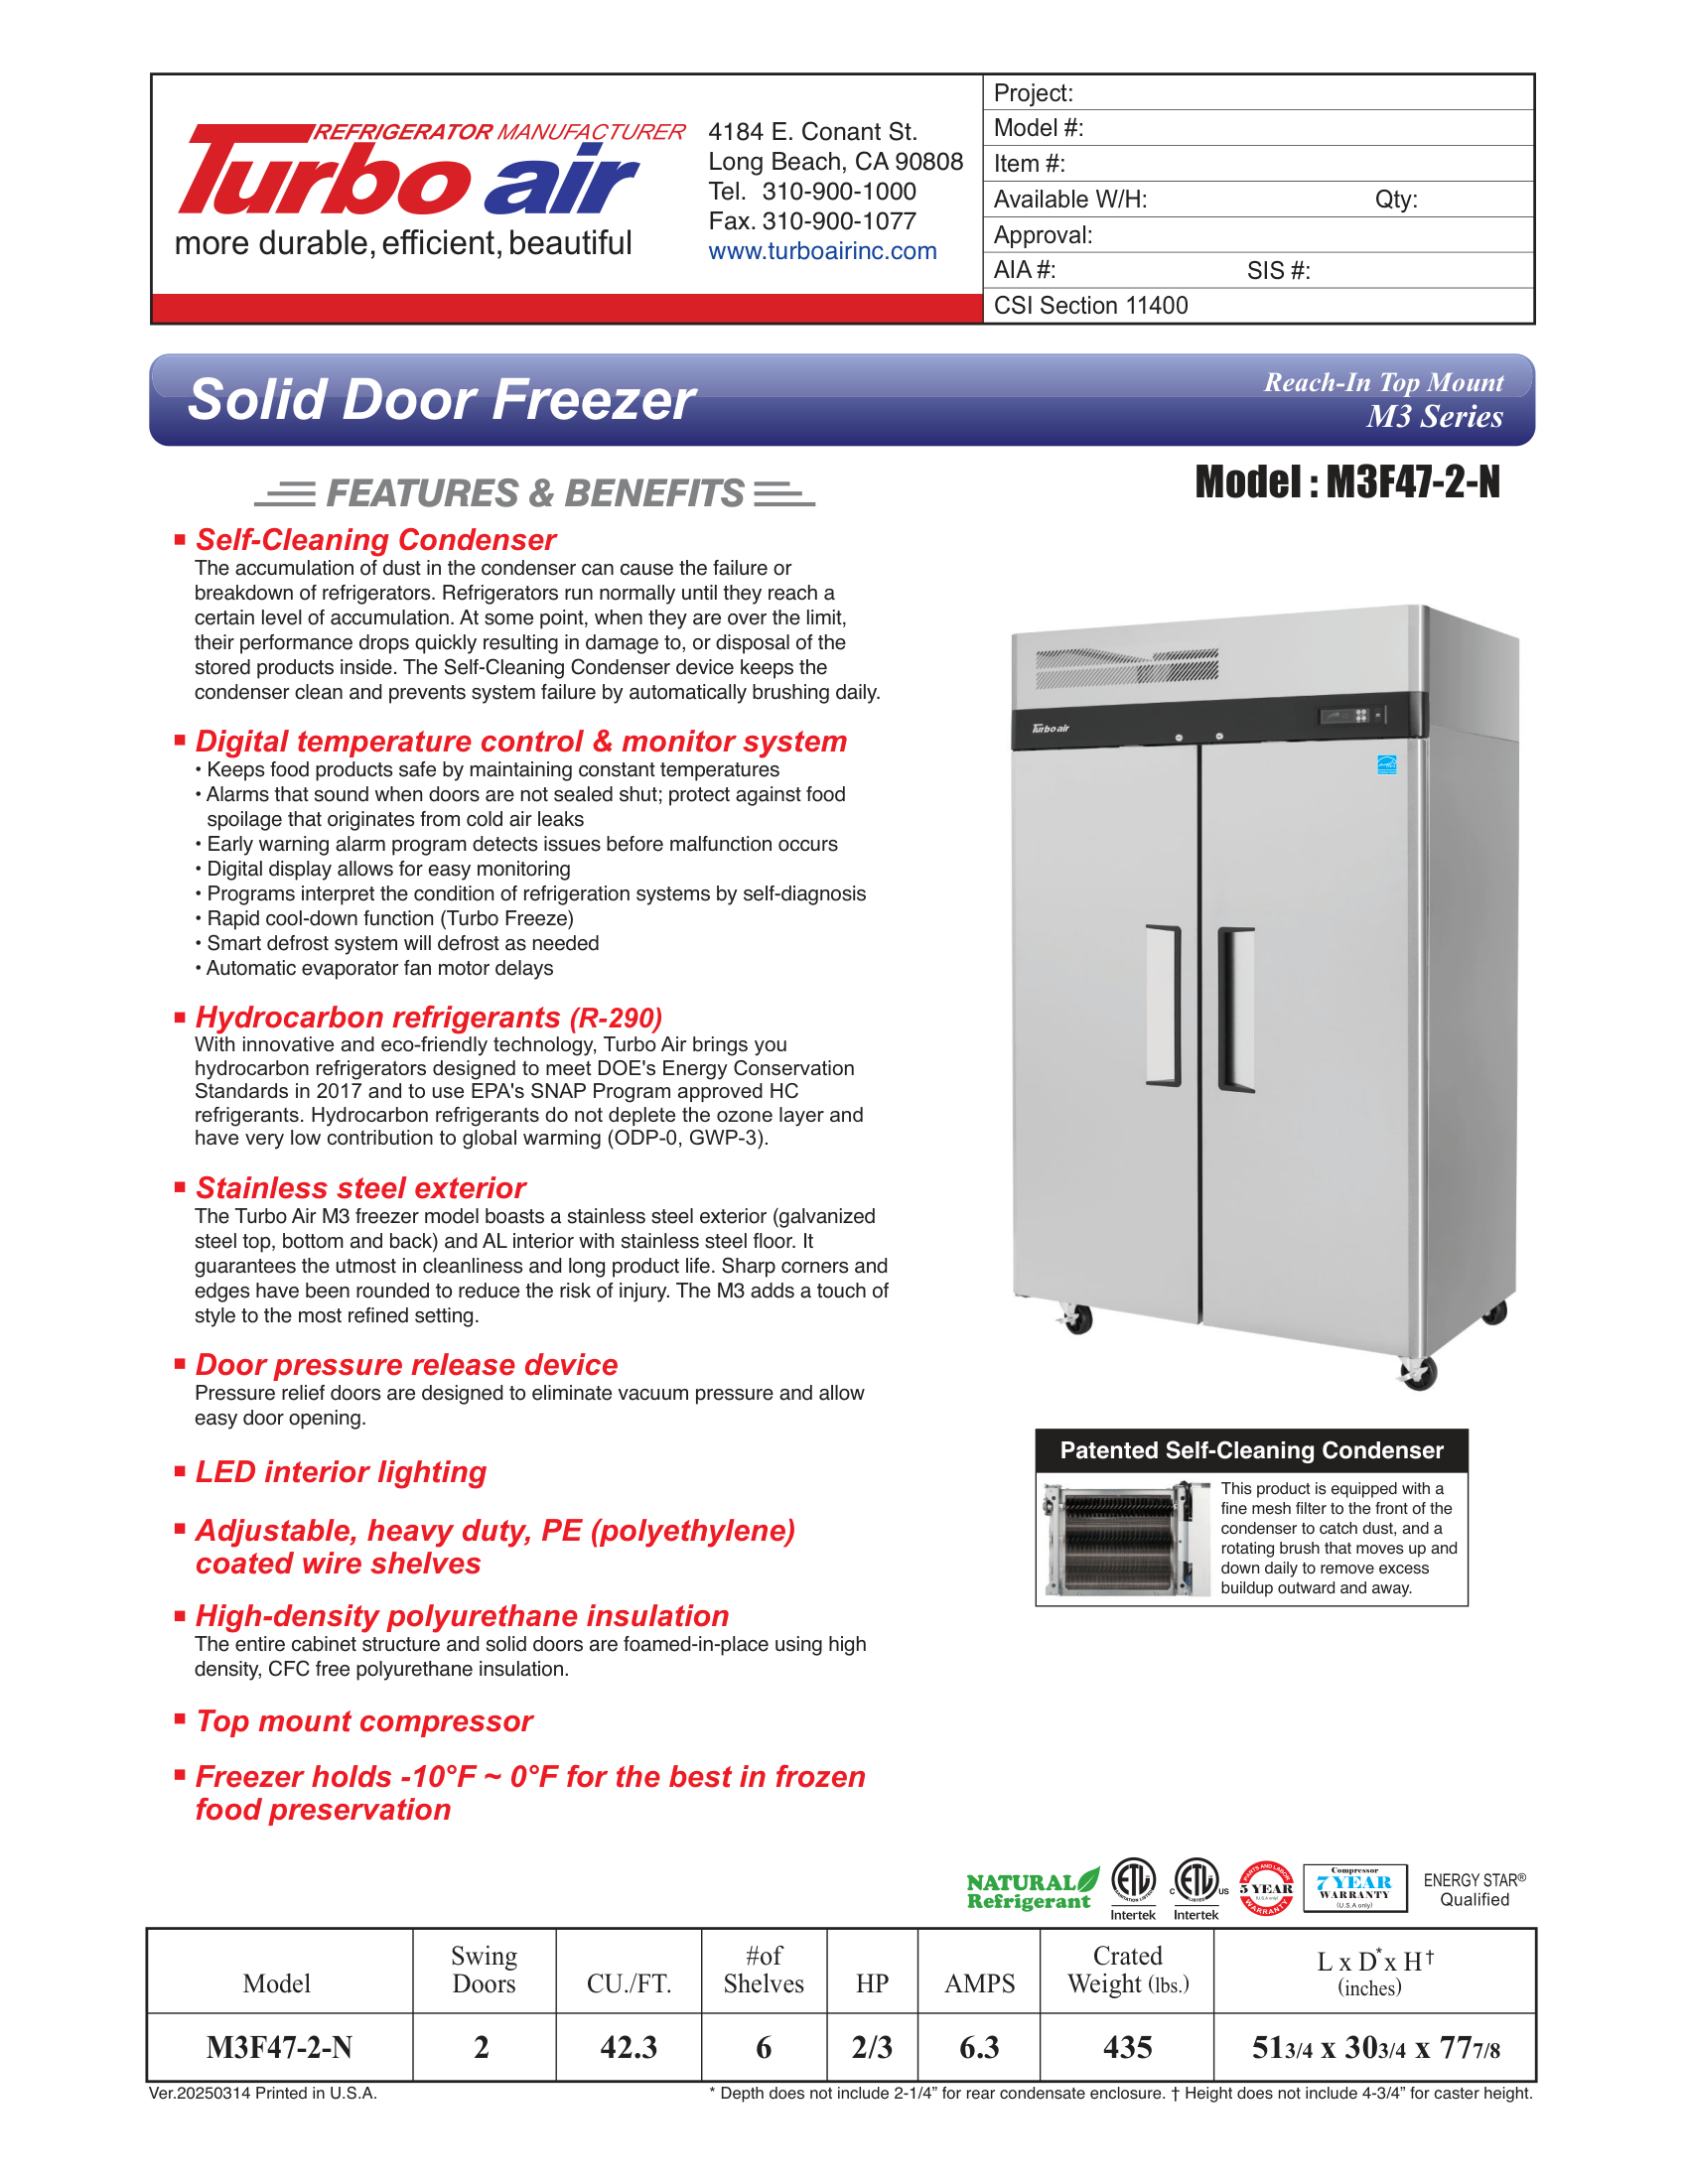 REFRIGERATOR MANUFACTURER
Turbo air
more durable, efficient, beautiful
4184 E. Conant St.
Long Beach, CA 90808
Tel. 310-900-1000
Fax. 310-900-1077
www.turboairinc.com
Project:
Model #:
Item #:
Available W/H: Qty:
Approval:
AIA #: SIS #:
CSI Section 11400
Solid Door Freezer
Reach-In Top Mount
M3 Series
FEATURES & BENEFITS
Model : M3F47-2-N
▪ Self-Cleaning Condenser
The accumulation of dust in the condenser can cause the failure or
breakdown of refrigerators. Refrigerators run normally until they reach a
certain level of accumulation. At some point, when they are over the limit,
their performance drops quickly resulting in damage to, or disposal of the
stored products inside. The Self-Cleaning Condenser device keeps the
condenser clean and prevents system failure by automatically brushing daily.
▪ Digital temperature control & monitor system
• Keeps food products safe by maintaining constant temperatures
• Alarms that sound when doors are not sealed shut; protect against food
spoilage that originates from cold air leaks
• Early warning alarm program detects issues before malfunction occurs
• Digital display allows for easy monitoring
• Programs interpret the condition of refrigeration systems by self-diagnosis
• Rapid cool-down function (Turbo Freeze)
• Smart defrost system will defrost as needed
• Automatic evaporator fan motor delays
▪ Hydrocarbon refrigerants (R-290)
With innovative and eco-friendly technology, Turbo Air brings you
hydrocarbon refrigerators designed to meet DOE's Energy Conservation
Standards in 2017 and to use EPA's SNAP Program approved HC
refrigerants. Hydrocarbon refrigerants do not deplete the ozone layer and
have very low contribution to global warming (ODP-0, GWP-3).
▪ Stainless steel exterior
The Turbo Air M3 freezer model boasts a stainless steel exterior (galvanized
steel top, bottom and back) and AL interior with stainless steel floor. It
guarantees the utmost in cleanliness and long product life. Sharp corners and
edges have been rounded to reduce the risk of injury. The M3 adds a touch of
style to the most refined setting.
▪ Door pressure release device
Pressure relief doors are designed to eliminate vacuum pressure and allow
easy door opening.
▪ LED interior lighting
▪ Adjustable, heavy duty, PE (polyethylene)
coated wire shelves
▪ High-density polyurethane insulation
The entire cabinet structure and solid doors are foamed-in-place using high
density, CFC free polyurethane insulation.
▪ Top mount compressor
▪ Freezer holds -10°F ~ 0°F for the best in frozen
food preservation
Turbo air
Patented Self-Cleaning Condenser
This product is equipped with a
fine mesh filter to the front of the
condenser to catch dust, and a
rotating brush that moves up and
down daily to remove excess
buildup outward and away.
NATURAL
Refrigerant
ETL
SANITATION LISTED
Intertek
C ETL US
LISTED
Intertek
PARTS AND LABOR
5 YEAR
(U.S.A only)
WARRANTY
Compressor
7 YEAR
WARRANTY
(U.S.A only)
ENERGY STAR®
Qualified
Model | Swing Doors | CU./FT. | #of Shelves | HP | AMPS | Crated Weight (lbs.) | L x D* x H† (inches)
M3F47-2-N | 2 | 42.3 | 6 | 2/3 | 6.3 | 435 | 51 3/4 x 30 3/4 x 77 7/8
Ver.20250314 Printed in U.S.A.
* Depth does not include 2-1/4” for rear condensate enclosure. † Height does not include 4-3/4” for caster height.